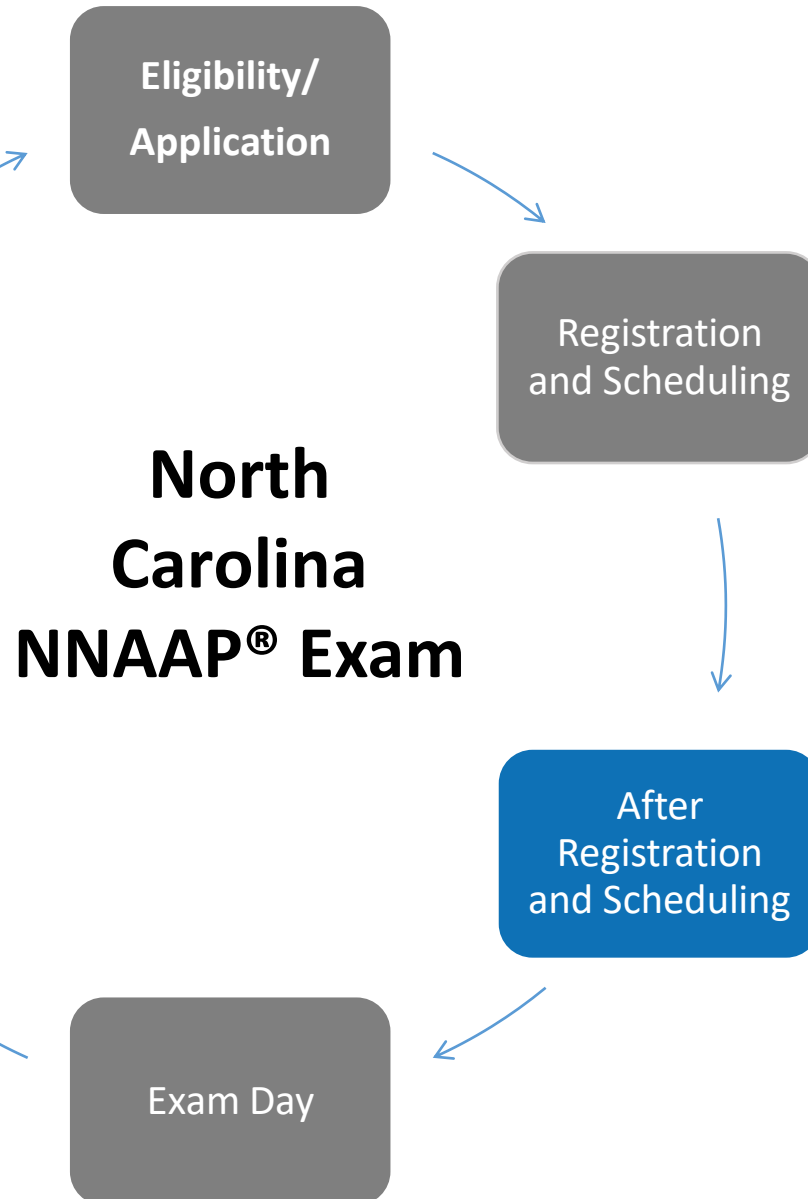 Eligibility/
Application
Registration
and Scheduling
North
Carolina
NNAAP® Exam
After
Registration
and Scheduling
Exam Day